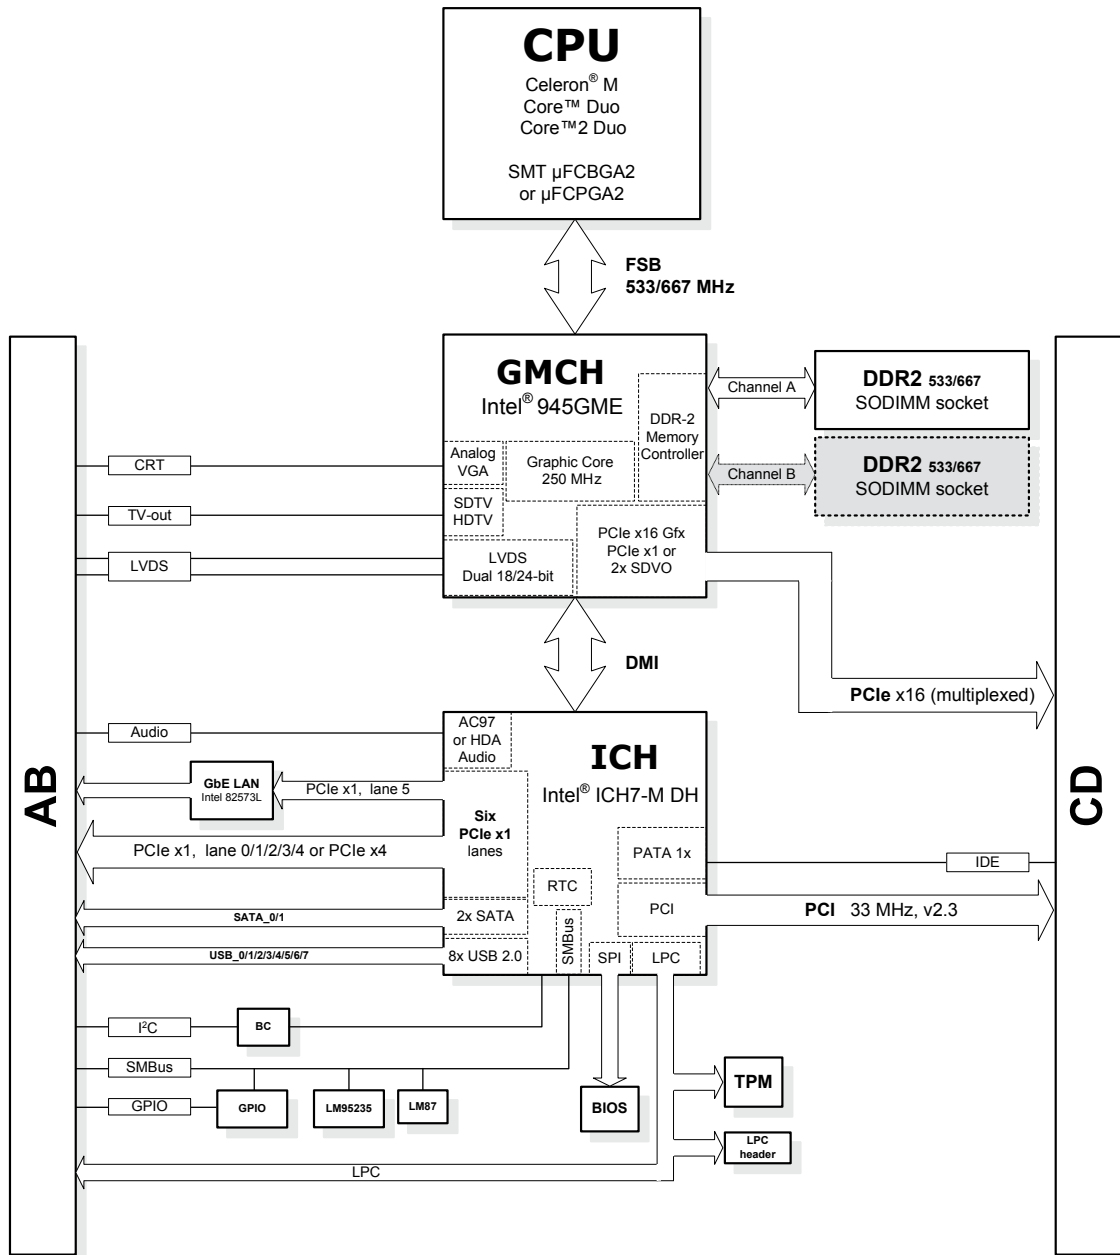 CPU
Celeron® M
Core™ Duo
Core™2 Duo
SMT µFCBGA2
or µFCPGA2
FSB
533/667 MHz
GMCH
Intel® 945GME
DDR-2
Memory
Controller
Analog
VGA
Graphic Core
250 MHz
SDTV
HDTV
PCIe x16 Gfx
PCIe x1 or
2x SDVO
LVDS
Dual 18/24-bit
Channel A
DDR2 533/667
SODIMM socket
Channel B
DDR2 533/667
SODIMM socket
CRT
TV-out
LVDS
DMI
PCIe x16 (multiplexed)
AB
CD
Audio
AC97
or HDA
Audio
ICH
Intel® ICH7-M DH
GbE LAN
Intel 82573L
PCIe x1, lane 5
Six
PCIe x1
lanes
PCIe x1, lane 0/1/2/3/4 or PCIe x4
PATA 1x
IDE
RTC
PCI
PCI 33 MHz, v2.3
SATA_0/1
2x SATA
SMBus
USB_0/1/2/3/4/5/6/7
8x USB 2.0
SPI
LPC
I²C
BC
SMBus
GPIO
GPIO
LM95235
LM87
BIOS
TPM
LPC
header
LPC